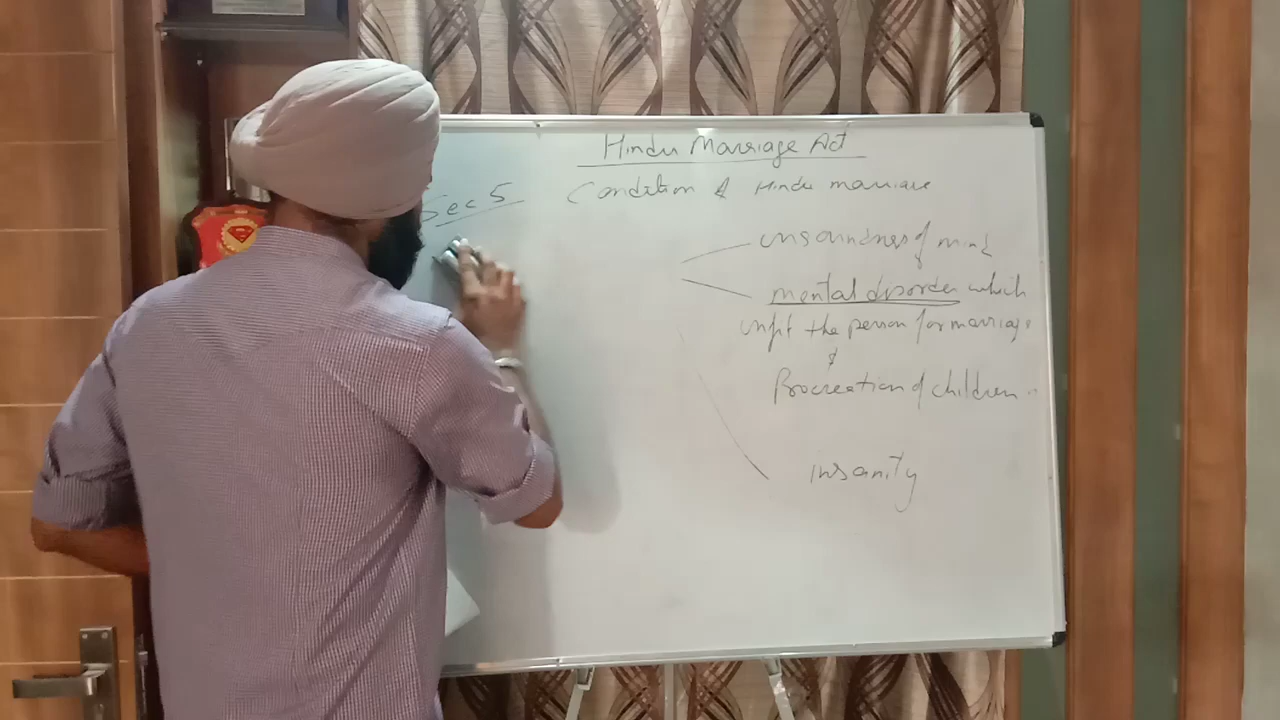 Hindu Marriage Act
Sec 5 Condition of Hindu marriage
unsoundness of mind
mental disorder which
unfit the person for marriage
&
Procreation of children
insanity